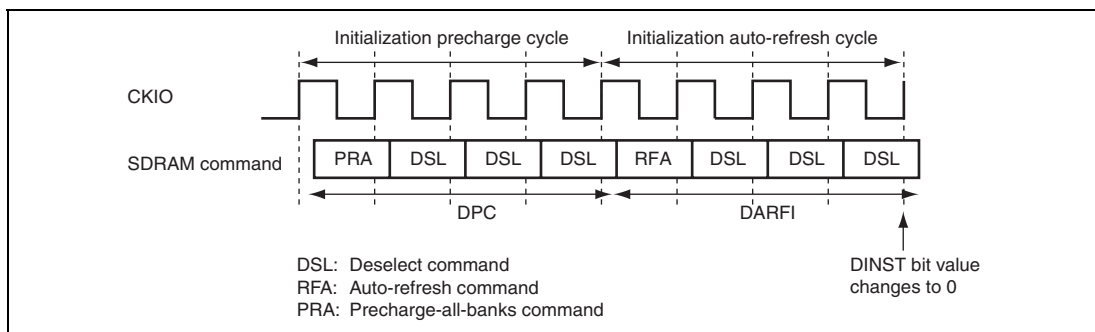 Initialization precharge cycle Initialization auto-refresh cycle
CKIO
SDRAM command PRA DSL DSL DSL RFA DSL DSL DSL
DPC DARFI
DSL: Deselect command
RFA: Auto-refresh command
PRA: Precharge-all-banks command
DINST bit value
changes to 0